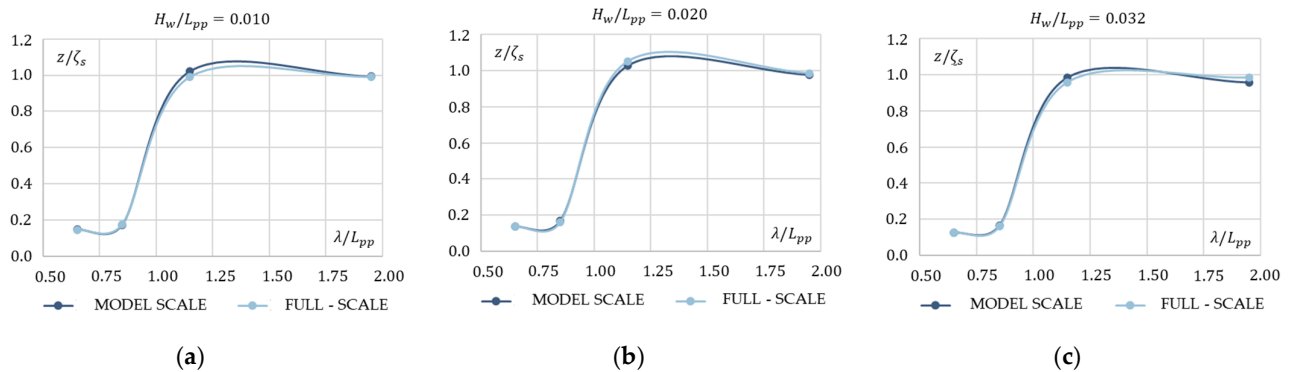 H_w/L_pp = 0.010
1.2
z/ζ_s
1.0
0.8
0.6
0.4
0.2
λ/L_pp
0.0
0.50 0.75 1.00 1.25 1.50 1.75 2.00
MODEL SCALE FULL - SCALE
(a)
H_w/L_pp = 0.020
1.2
z/ζ_s
1.0
0.8
0.6
0.4
0.2
λ/L_pp
0.0
0.50 0.75 1.00 1.25 1.50 1.75 2.00
MODEL SCALE FULL - SCALE
(b)
H_w/L_pp = 0.032
1.2
z/ζ_s
1.0
0.8
0.6
0.4
0.2
λ/L_pp
0.0
0.50 0.75 1.00 1.25 1.50 1.75 2.00
MODEL SCALE FULL - SCALE
(c)